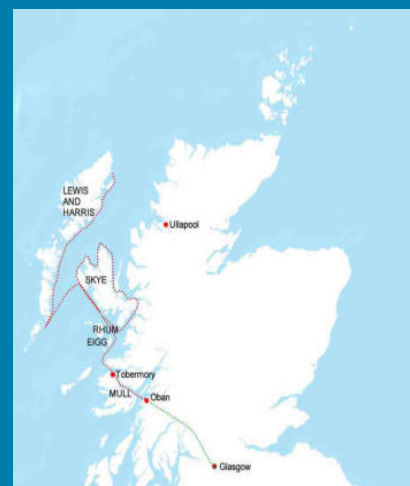 LEWIS
AND
HARRIS
Ullapool
SKYE
RHUM
EIGG
Tobermory
MULL
Oban
Glasgow